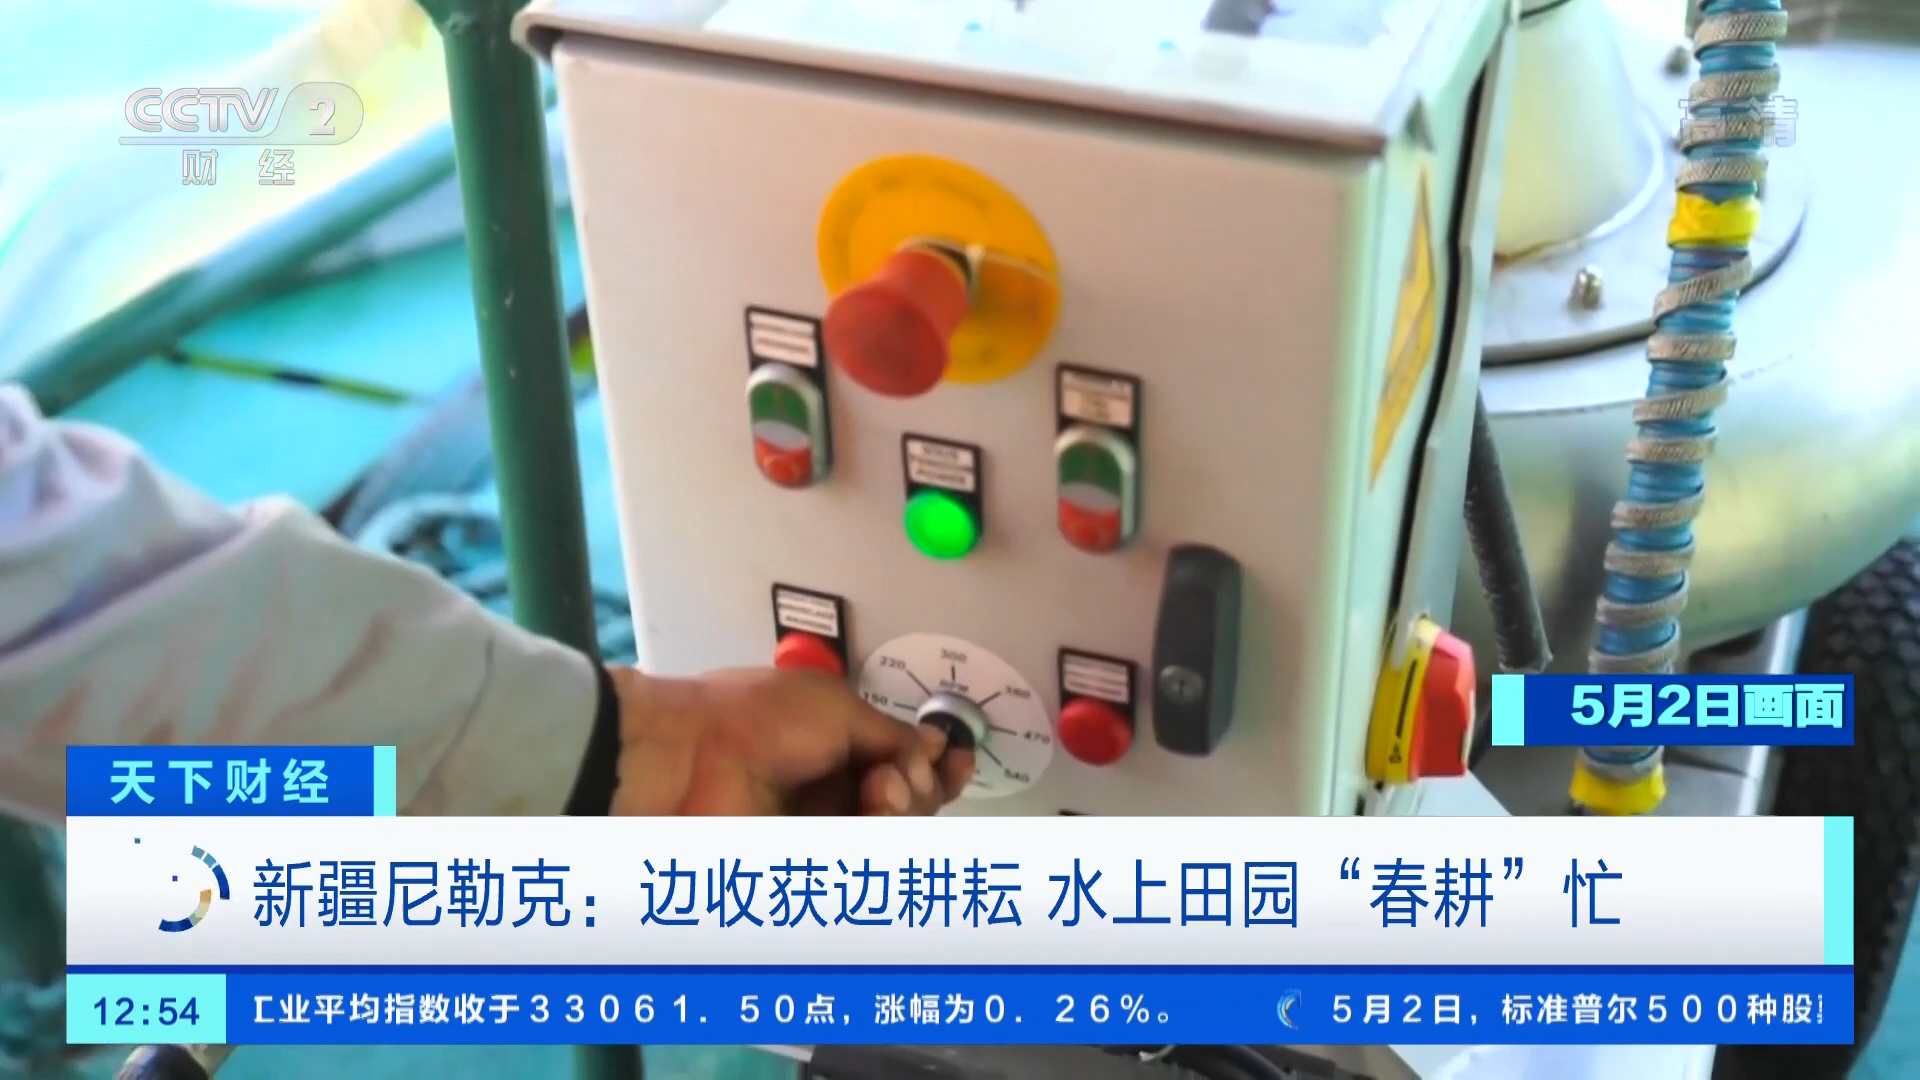 CCTV 2
财 经
高清
POWER
300
220
380
RPM
150
470
540
5月2日画面
天下财经
新疆尼勒克：边收获边耕耘 水上田园“春耕”忙
12:54
工业平均指数收于33061.50点，涨幅为0.26%。 5月2日，标准普尔500种股